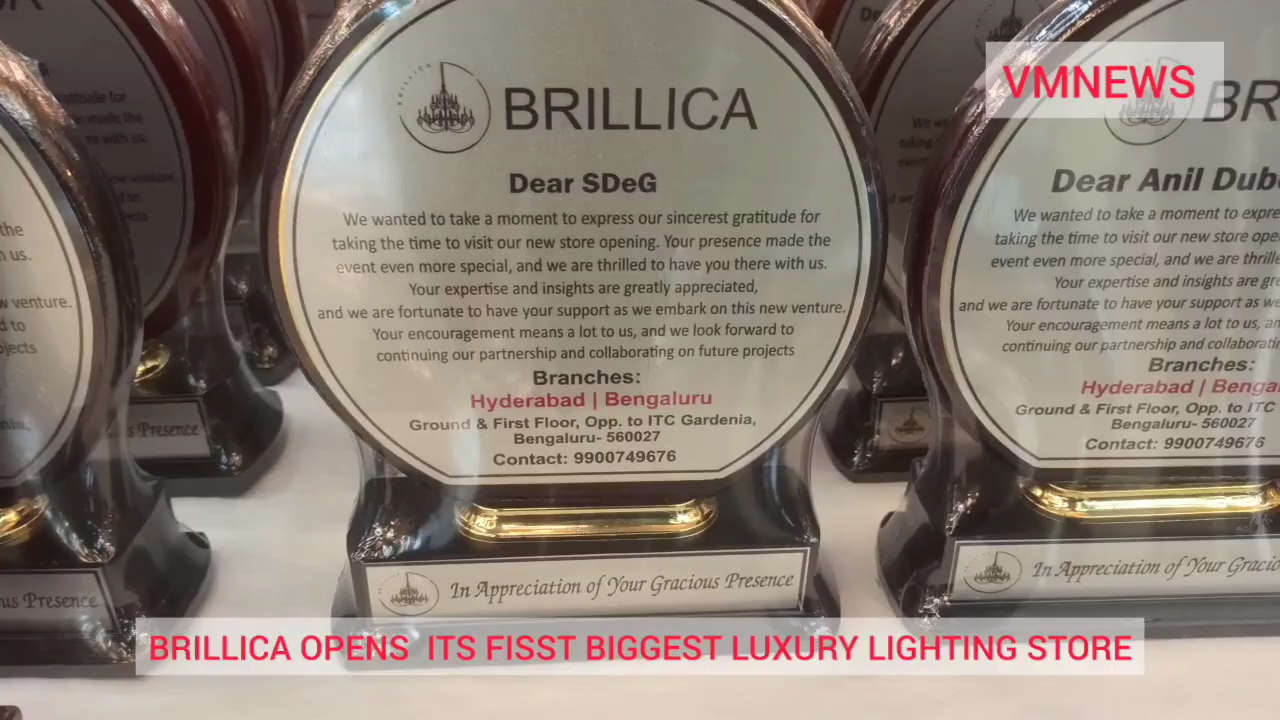 VMNEWS
BRILLICA
Dear SDeG
We wanted to take a moment to express our sincerest gratitude for
taking the time to visit our new store opening. Your presence made the
event even more special, and we are thrilled to have you there with us.
Your expertise and insights are greatly appreciated,
and we are fortunate to have your support as we embark on this new venture.
Your encouragement means a lot to us, and we look forward to
continuing our partnership and collaborating on future projects
Branches:
Hyderabad | Bengaluru
Ground & First Floor, Opp. to ITC Gardenia,
Bengaluru- 560027
Contact: 9900749676
In Appreciation of Your Gracious Presence
Dear Anil
We wanted to take a moment to
taking the time to visit our new store
event even more special, and we are
Your expertise and insights are
and we are fortunate to have your support as we
Your encouragement means a lot to us,
continuing our partnership and
Branches:
Hyderabad |
Ground & First Floor, Opp. to ITC
Bengaluru- 560027
Contact: 9900749676
In Appreciation of Your
the
us.
venture.
to
s Presence
us Presence
BRILLICA OPENS ITS FISST BIGGEST LUXURY LIGHTING STORE